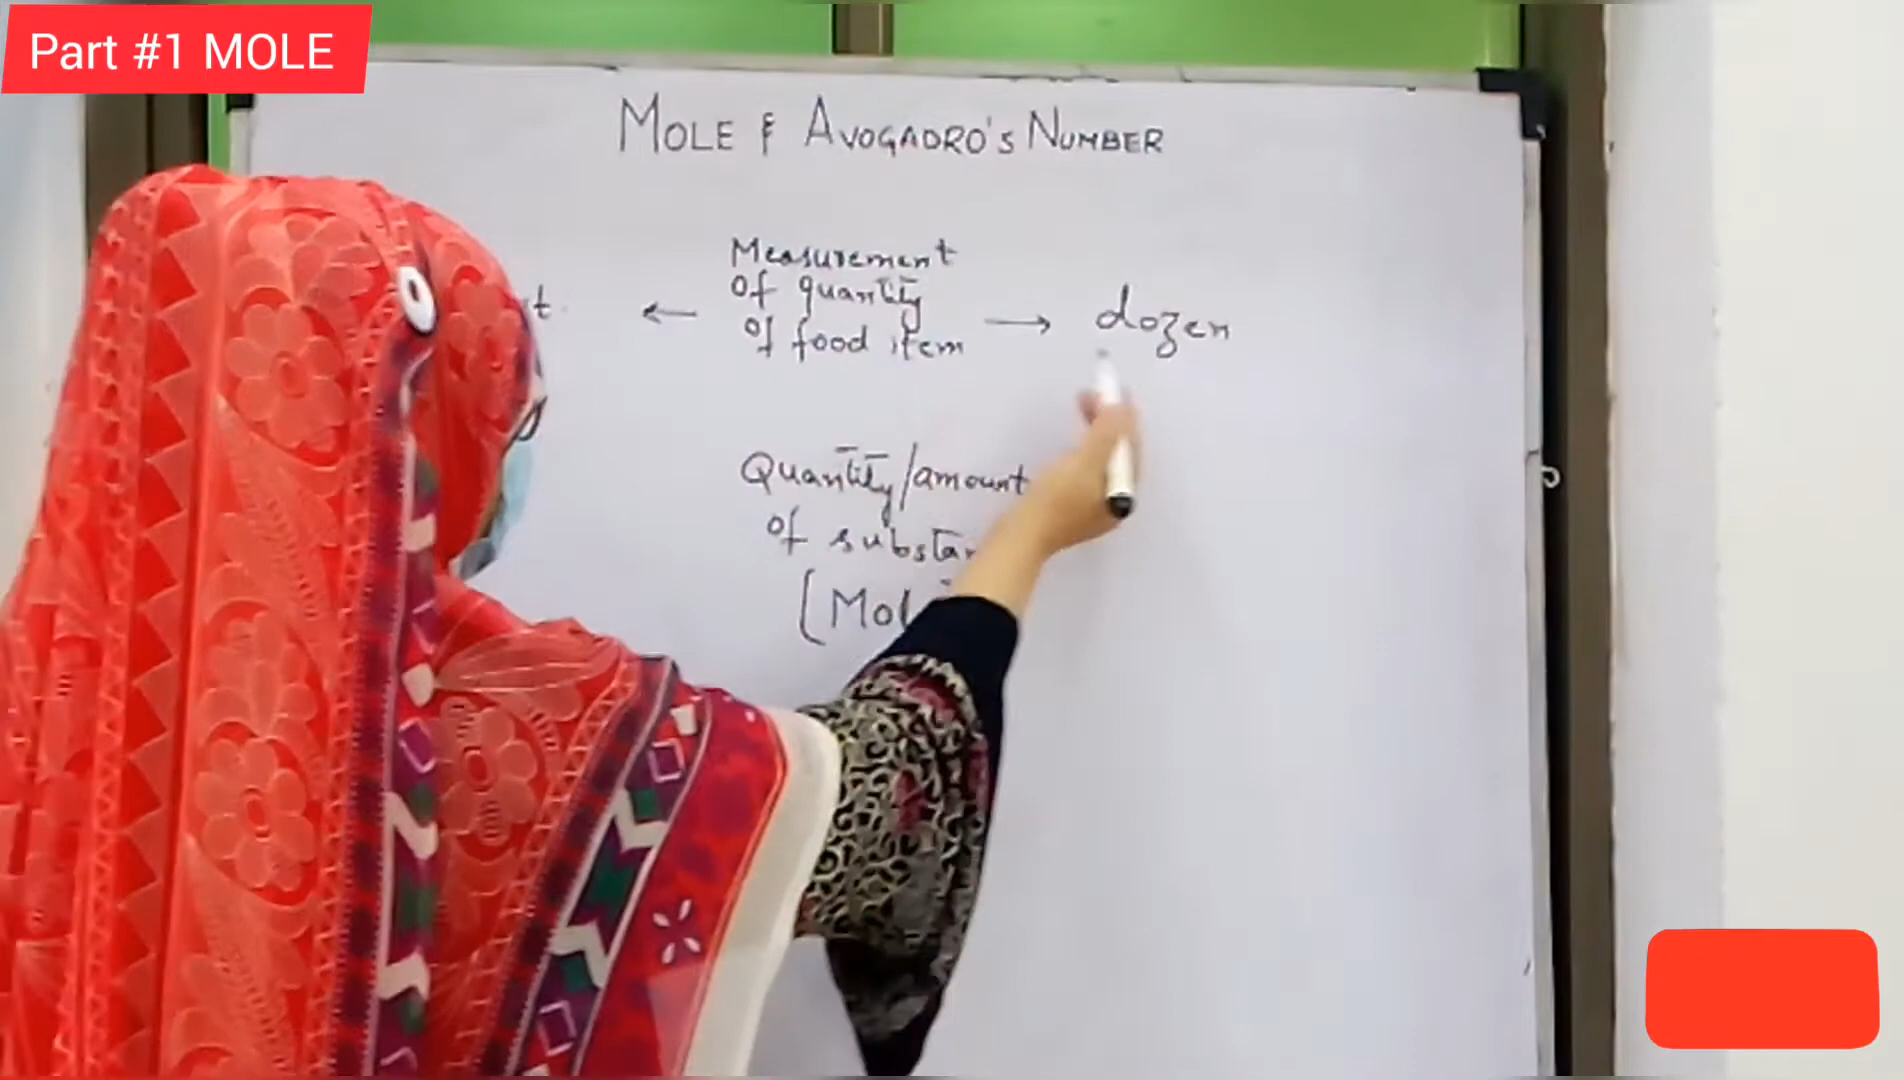 Part #1 MOLE
MOLE & AVOGADRO'S NUMBER
Measurement
of quantity
of food item
← → dozen
Quantity/amount
of
[